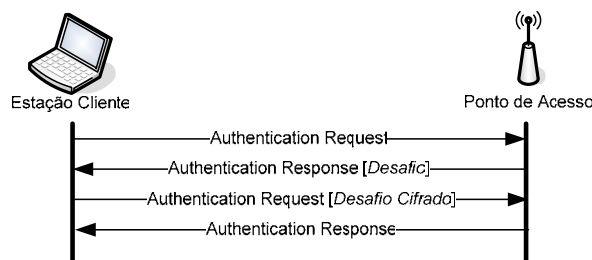 Estação Cliente
Ponto de Acesso
Authentication Request
Authentication Response [Desafio]
Authentication Request [Desafio Cifrado]
Authentication Response